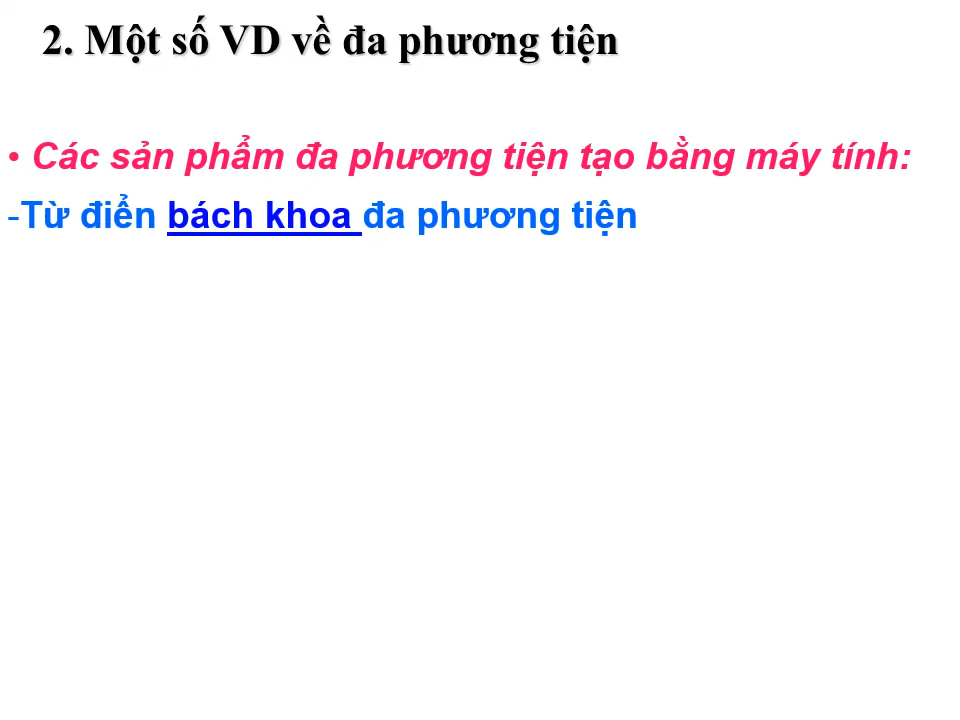 2. Một số VD về đa phương tiện
• Các sản phẩm đa phương tiện tạo bằng máy tính:
-Từ điển bách khoa đa phương tiện